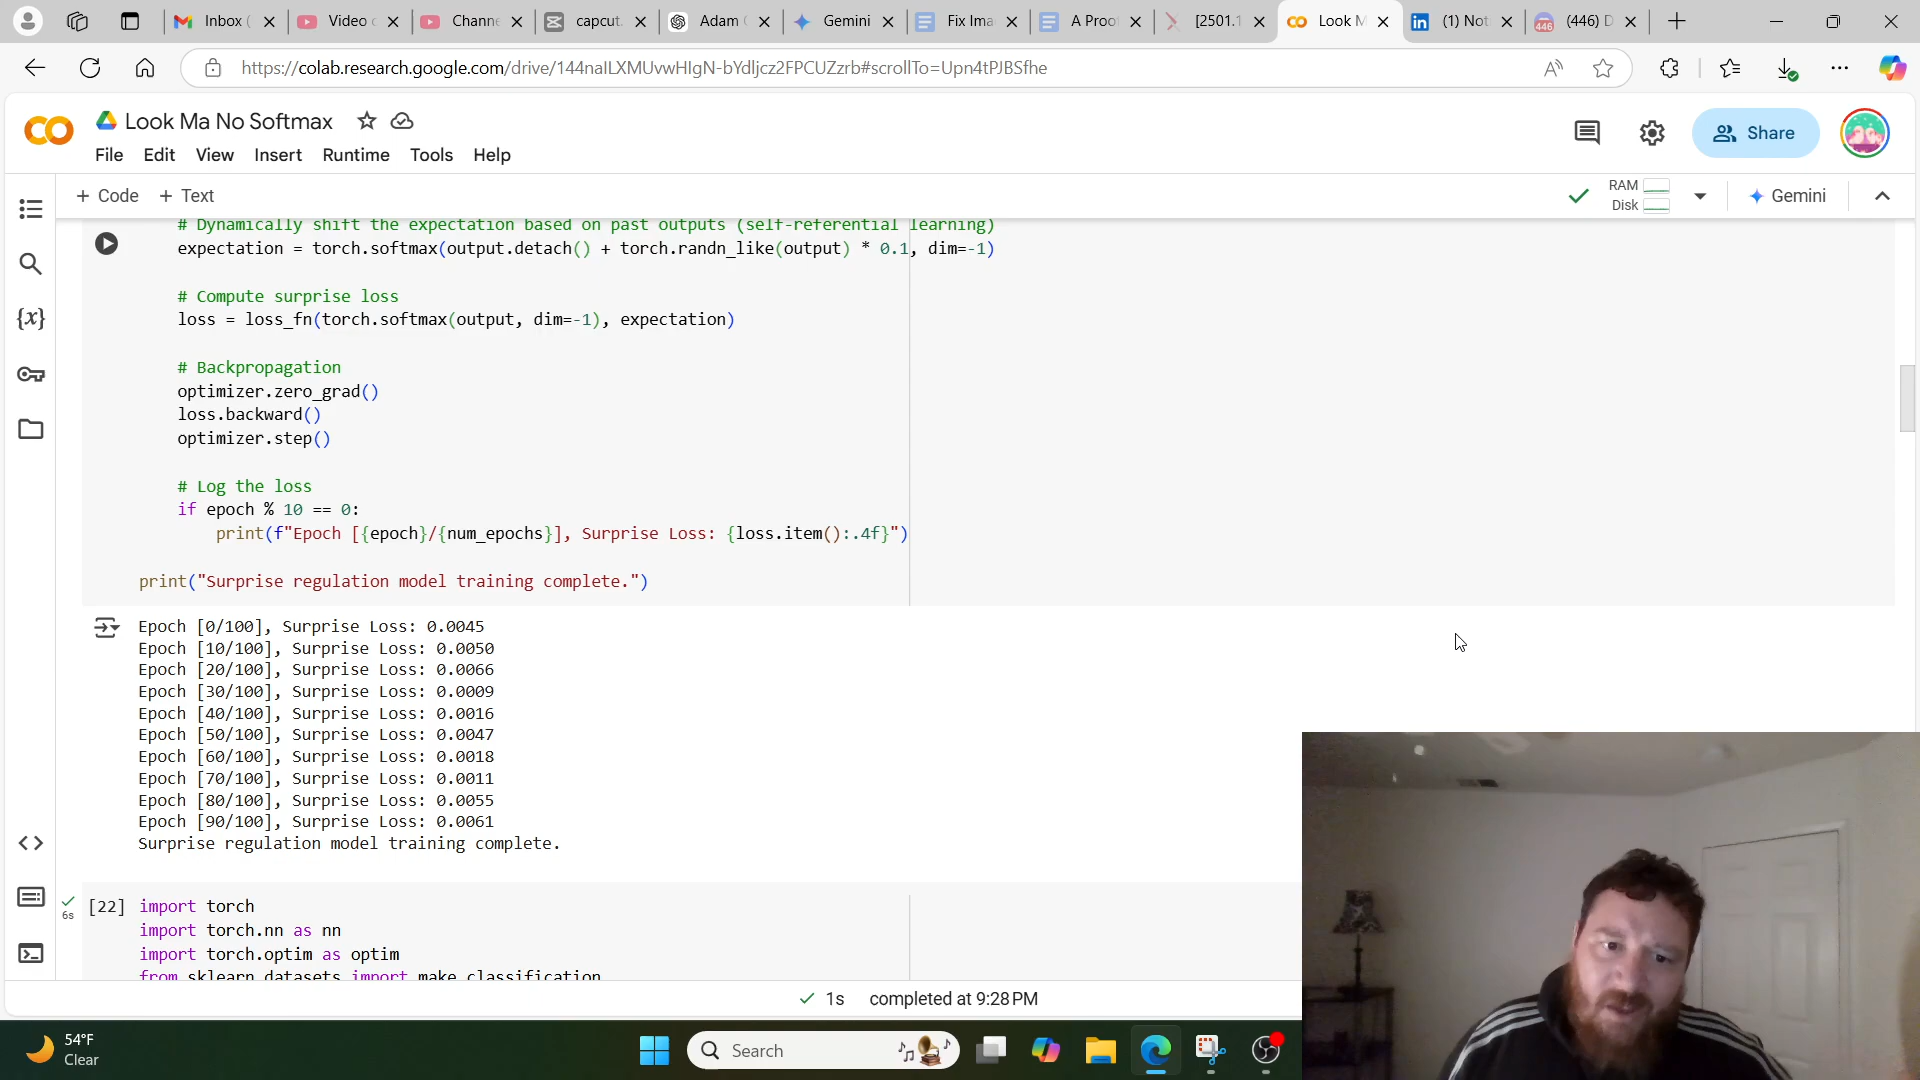 Inbox (
Video c
Channe
capcut.
Adam (
Gemini
Fix Ima
A Proo
[2501.1
Look M
(1) Not
(446) D
https://colab.research.google.com/drive/144nalLXMUvwHIgN-bYdljcz2FPCUZzrb#scrollTo=Upn4tPJBSfhe
Look Ma No Softmax
Share
File Edit View Insert Runtime Tools Help
+ Code + Text
RAM
Disk
Gemini
# Dynamically shift the expectation based on past outputs (self-referential learning)
expectation = torch.softmax(output.detach() + torch.randn_like(output) * 0.1, dim=-1)
# Compute surprise loss
loss = loss_fn(torch.softmax(output, dim=-1), expectation)
# Backpropagation
optimizer.zero_grad()
loss.backward()
optimizer.step()
# Log the loss
if epoch % 10 == 0:
print(f"Epoch [{epoch}/{num_epochs}], Surprise Loss: {loss.item():.4f}")
print("Surprise regulation model training complete.")
Epoch [0/100], Surprise Loss: 0.0045
Epoch [10/100], Surprise Loss: 0.0050
Epoch [20/100], Surprise Loss: 0.0066
Epoch [30/100], Surprise Loss: 0.0009
Epoch [40/100], Surprise Loss: 0.0016
Epoch [50/100], Surprise Loss: 0.0047
Epoch [60/100], Surprise Loss: 0.0018
Epoch [70/100], Surprise Loss: 0.0011
Epoch [80/100], Surprise Loss: 0.0055
Epoch [90/100], Surprise Loss: 0.0061
Surprise regulation model training complete.
6s
[22] import torch
import torch.nn as nn
import torch.optim as optim
from sklearn.datasets import make_classification
1s completed at 9:28 PM
54°F
Clear
Search